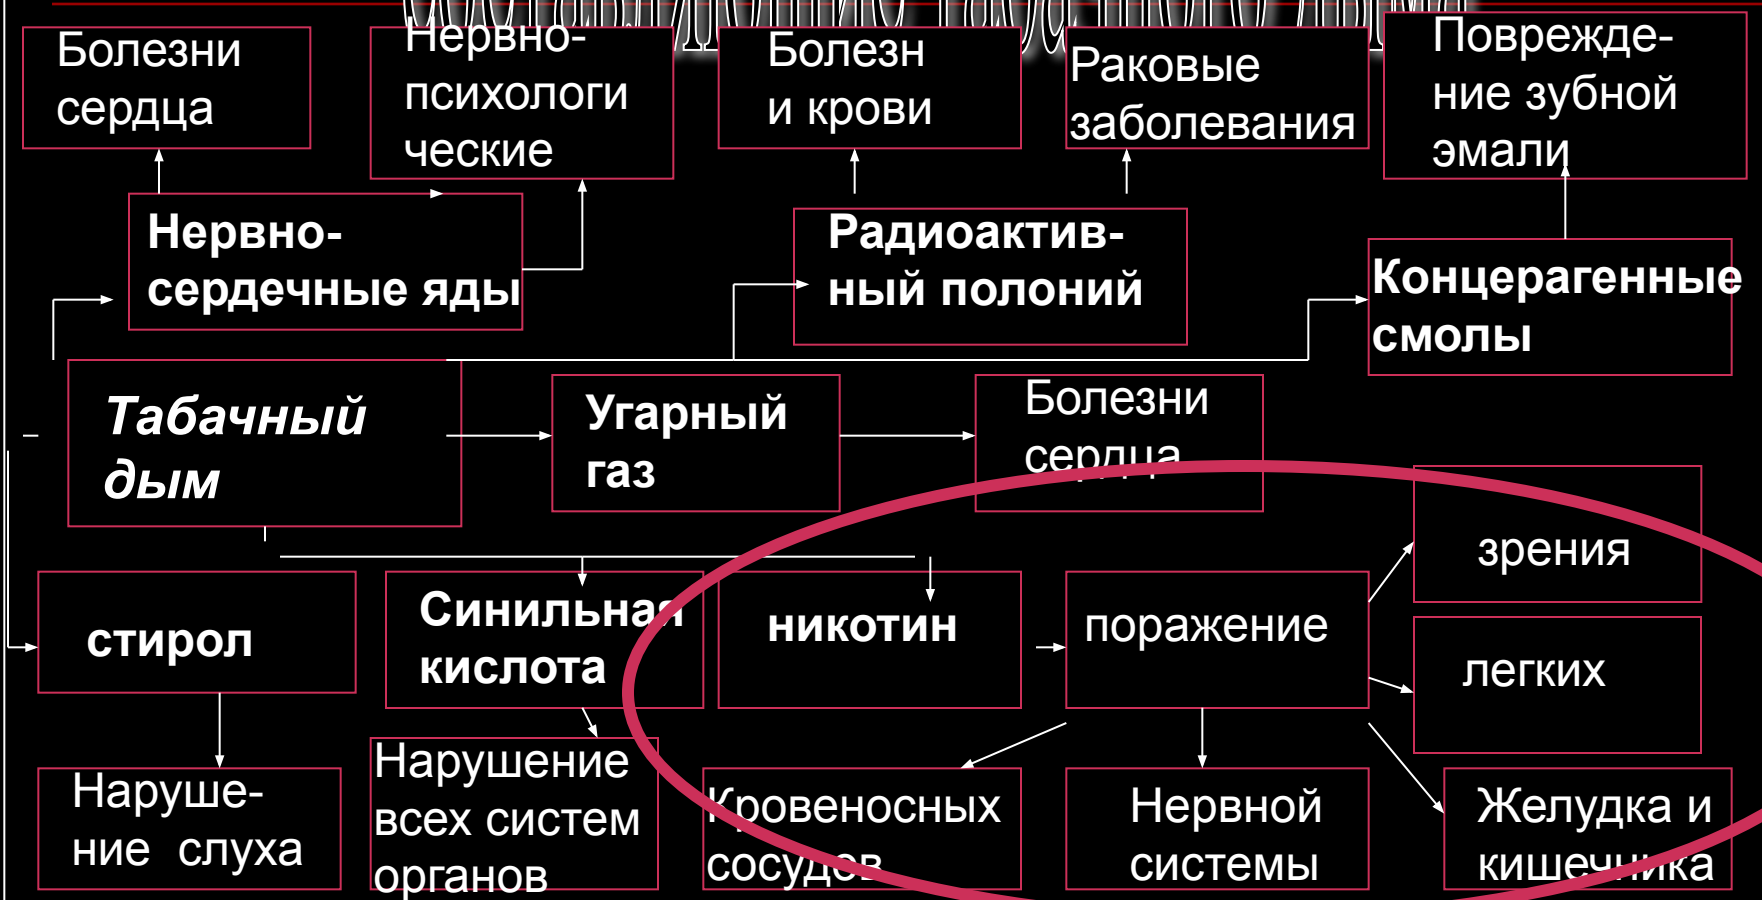 Болезни
сердца
Нервно-
психологи
ческие
Болезн
и крови
Раковые
заболевания
Поврежде-
ние зубной
эмали
Нервно-
сердечные яды
Радиоактив-
ный полоний
Концерагенные
смолы
Табачный
дым
Угарный
газ
Болезни
сердца
зрения
стирол
Синильная
кислота
никотин
поражение
легких
Наруше-
ние слуха
Нарушение
всех систем
органов
Кровеносных
сосудов
Нервной
системы
Желудка и
кишечника